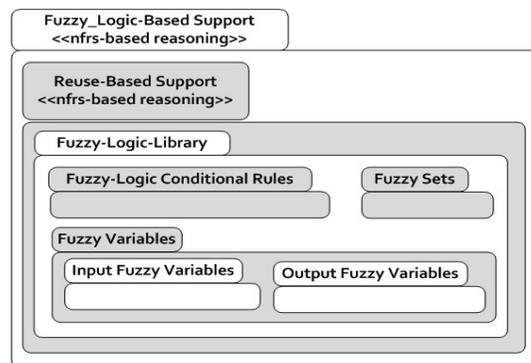 Fuzzy_Logic-Based Support
<<nfrs-based reasoning>>
Reuse-Based Support
<<nfrs-based reasoning>>
Fuzzy-Logic-Library
Fuzzy-Logic Conditional Rules
Fuzzy Sets
Fuzzy Variables
Input Fuzzy Variables
Output Fuzzy Variables